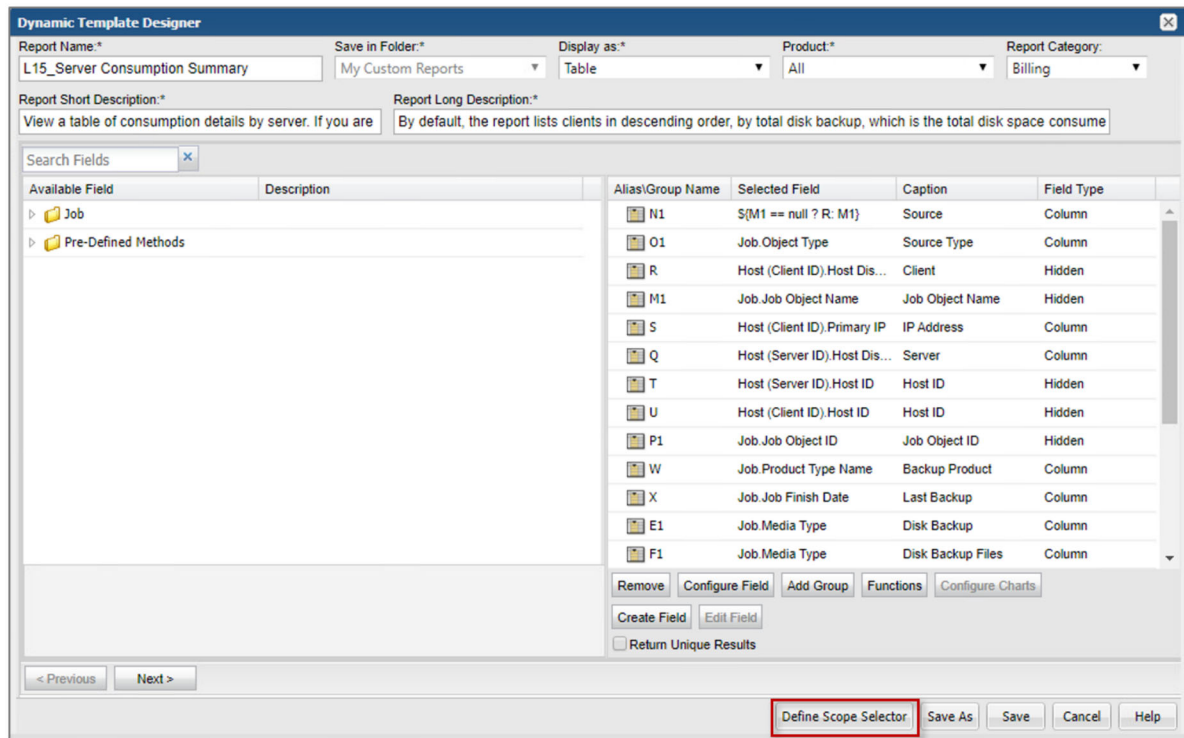 Dynamic Template Designer
Report Name:* Save in Folder:* Display as:* Product:* Report Category:
L15_Server Consumption Summary My Custom Reports Table All Billing
Report Short Description:* Report Long Description:*
View a table of consumption details by server. If you are By default, the report lists clients in descending order, by total disk backup, which is the total disk space consume
Search Fields
Available Field Description Alias\Group Name Selected Field Caption Field Type
Job N1 ${M1 == null ? R: M1} Source Column
Pre-Defined Methods O1 Job.Object Type Source Type Column
R Host (Client ID).Host Dis... Client Hidden
M1 Job.Job Object Name Job Object Name Hidden
S Host (Client ID).Primary IP IP Address Column
Q Host (Server ID).Host Dis... Server Column
T Host (Server ID).Host ID Host ID Hidden
U Host (Client ID).Host ID Host ID Hidden
P1 Job.Job Object ID Job Object ID Hidden
W Job.Product Type Name Backup Product Column
X Job.Job Finish Date Last Backup Column
E1 Job.Media Type Disk Backup Column
F1 Job.Media Type Disk Backup Files Column
Remove Configure Field Add Group Functions Configure Charts
Create Field Edit Field
Return Unique Results
< Previous Next >
Define Scope Selector Save As Save Cancel Help